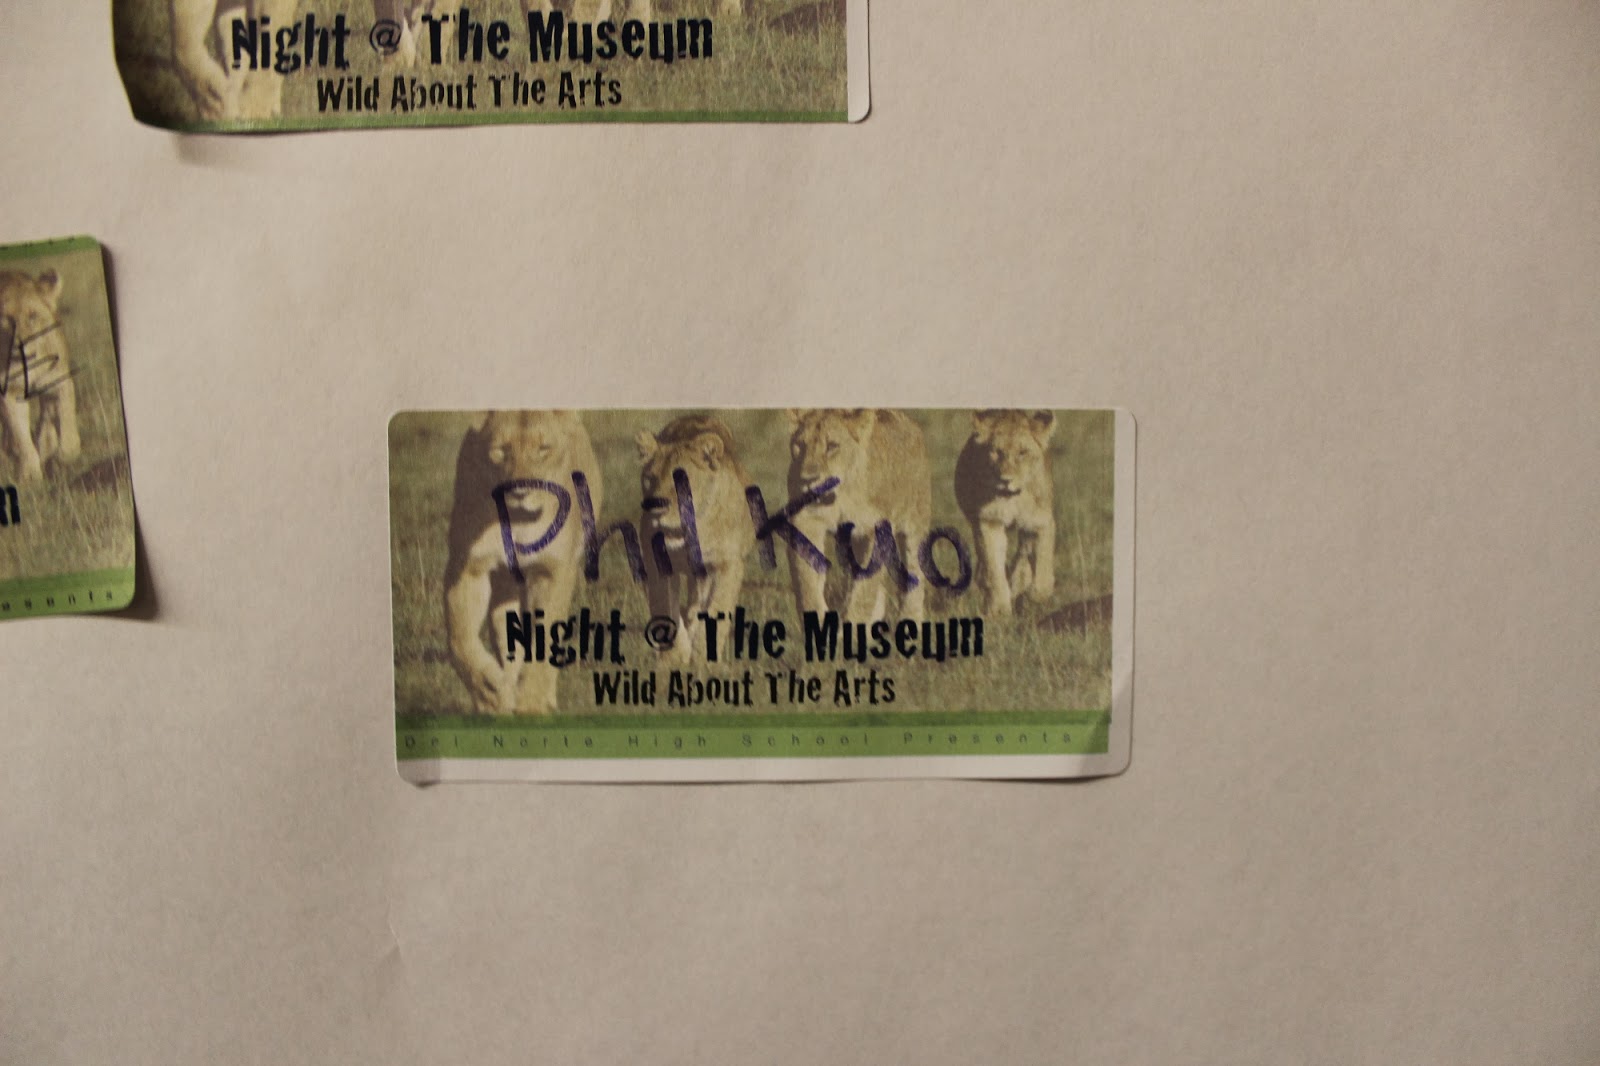 Night @ The Museum
Wild About The Arts
Phil Kuo
Night @ The Museum
Wild About The Arts
Del Norte High School Presents